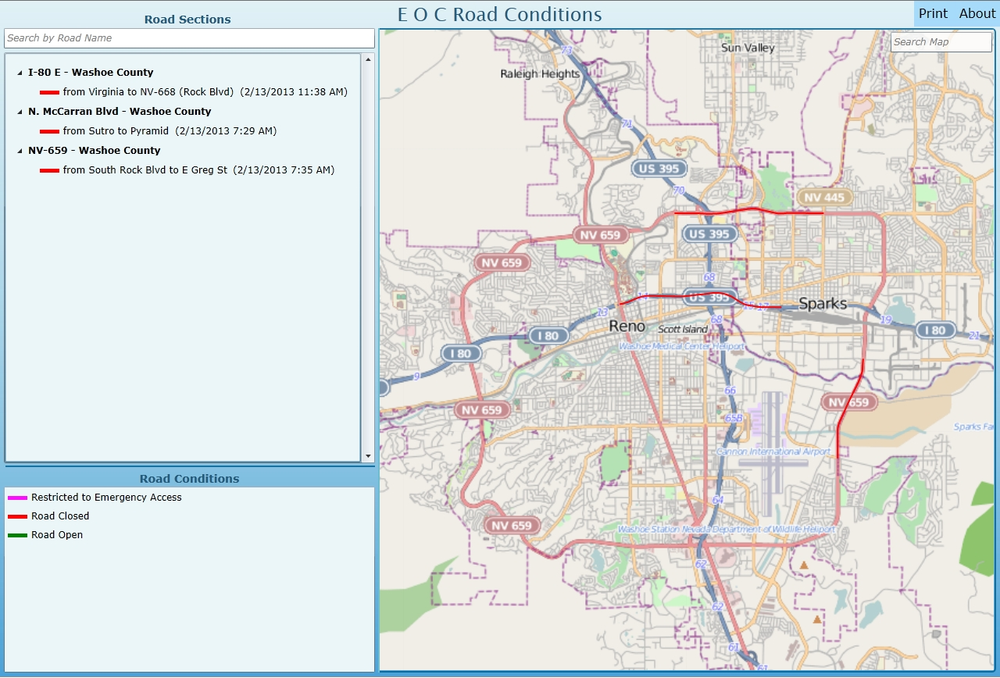 Road Sections
E O C Road Conditions
Print
About
Search by Road Name
Search Map
I-80 E - Washoe County
from Virginia to NV-668 (Rock Blvd)  (2/13/2013 11:38 AM)
N. McCarran Blvd - Washoe County
from Sutro to Pyramid  (2/13/2013 7:29 AM)
NV-659 - Washoe County
from South Rock Blvd to E Greg St  (2/13/2013 7:35 AM)
Road Conditions
Restricted to Emergency Access
Road Closed
Road Open
73
Sun Valley
Raleigh Heights
71
US 395
70
NV 445
NV 659
US 395
NV 659
68
14
US 395
13
15-17
Sparks
19
Reno
Scott Island
68
I 80
I 80
21
Washoe Medical Center Heliport
I 80
9
66
NV 659
NV 659
65B
Sparks Fa
Cannon International Airport
64
NV 659
Washoe Station Nevada Department of Wildlife Heliport
62
62
61
61